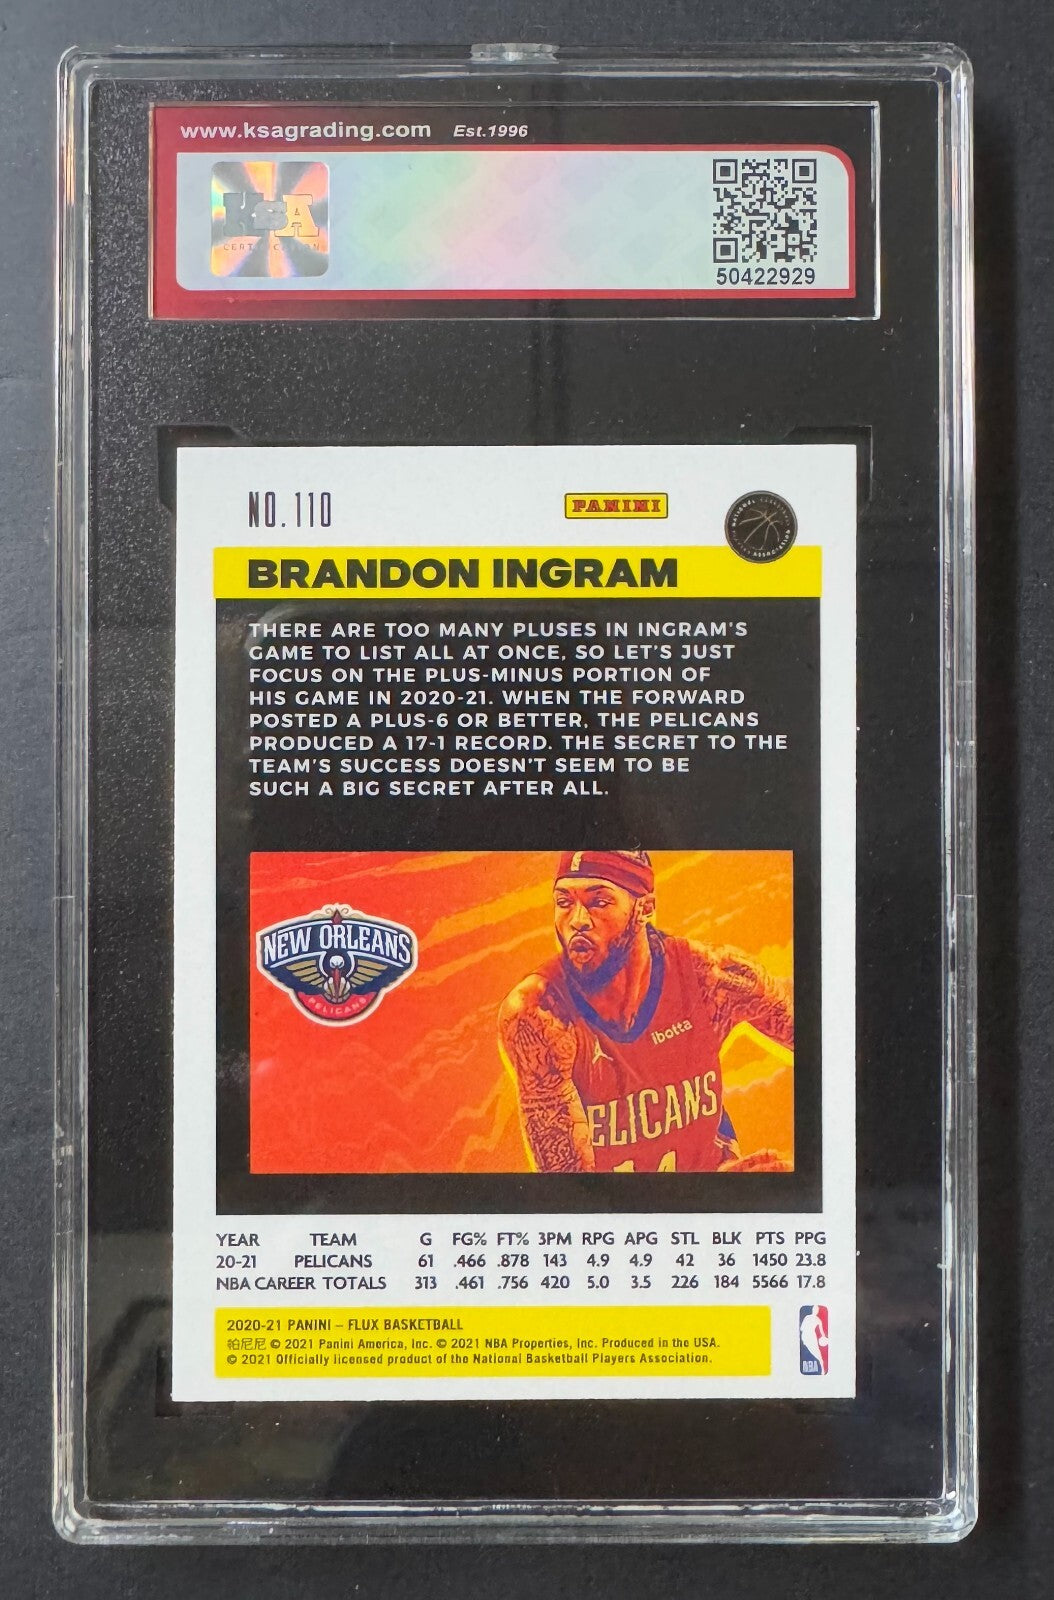 www.ksagrading.com Est.1996
KSA
CERTIFICATION
50422929
NO.110
PANINI
BRANDON INGRAM
THERE ARE TOO MANY PLUSES IN INGRAM'S
GAME TO LIST ALL AT ONCE, SO LET'S JUST
FOCUS ON THE PLUS-MINUS PORTION OF
HIS GAME IN 2020-21. WHEN THE FORWARD
POSTED A PLUS-6 OR BETTER, THE PELICANS
PRODUCED A 17-1 RECORD. THE SECRET TO THE
TEAM'S SUCCESS DOESN'T SEEM TO BE
SUCH A BIG SECRET AFTER ALL.
NEW ORLEANS
PELICANS
ibotta
ELICANS
14
YEAR TEAM G FG% FT% 3PM RPG APG STL BLK PTS PPG
20-21 PELICANS 61 .466 .878 143 4.9 4.9 42 36 1450 23.8
NBA CAREER TOTALS 313 .461 .756 420 5.0 3.5 226 184 5566 17.8
2020-21 PANINI – FLUX BASKETBALL
帕尼尼 © 2021 Panini America, Inc. © 2021 NBA Properties, Inc. Produced in the USA.
© 2021 Officially licensed product of the National Basketball Players Association.
NBA